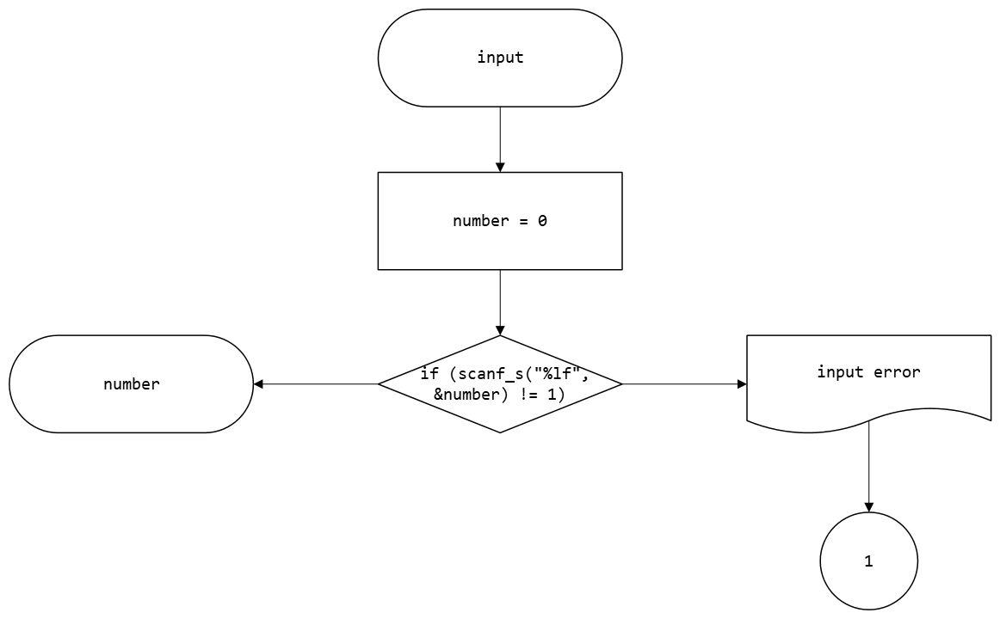 input
number = 0
if (scanf_s("%lf",
&number) != 1)
number
input error
1